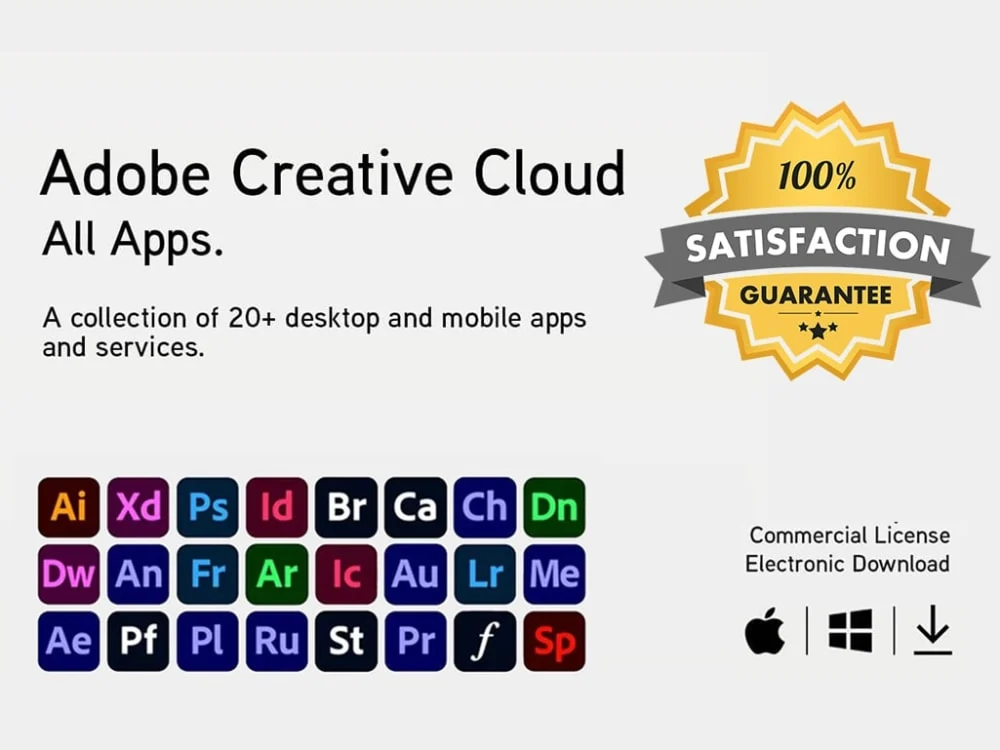 Adobe Creative Cloud
All Apps.
A collection of 20+ desktop and mobile apps
and services.
100%
SATISFACTION
GUARANTEE
Ai Xd Ps Id Br Ca Ch Dn
Dw An Fr Ar Ic Au Lr Me
Ae Pf Pl Ru St Pr f Sp
Commercial License
Electronic Download